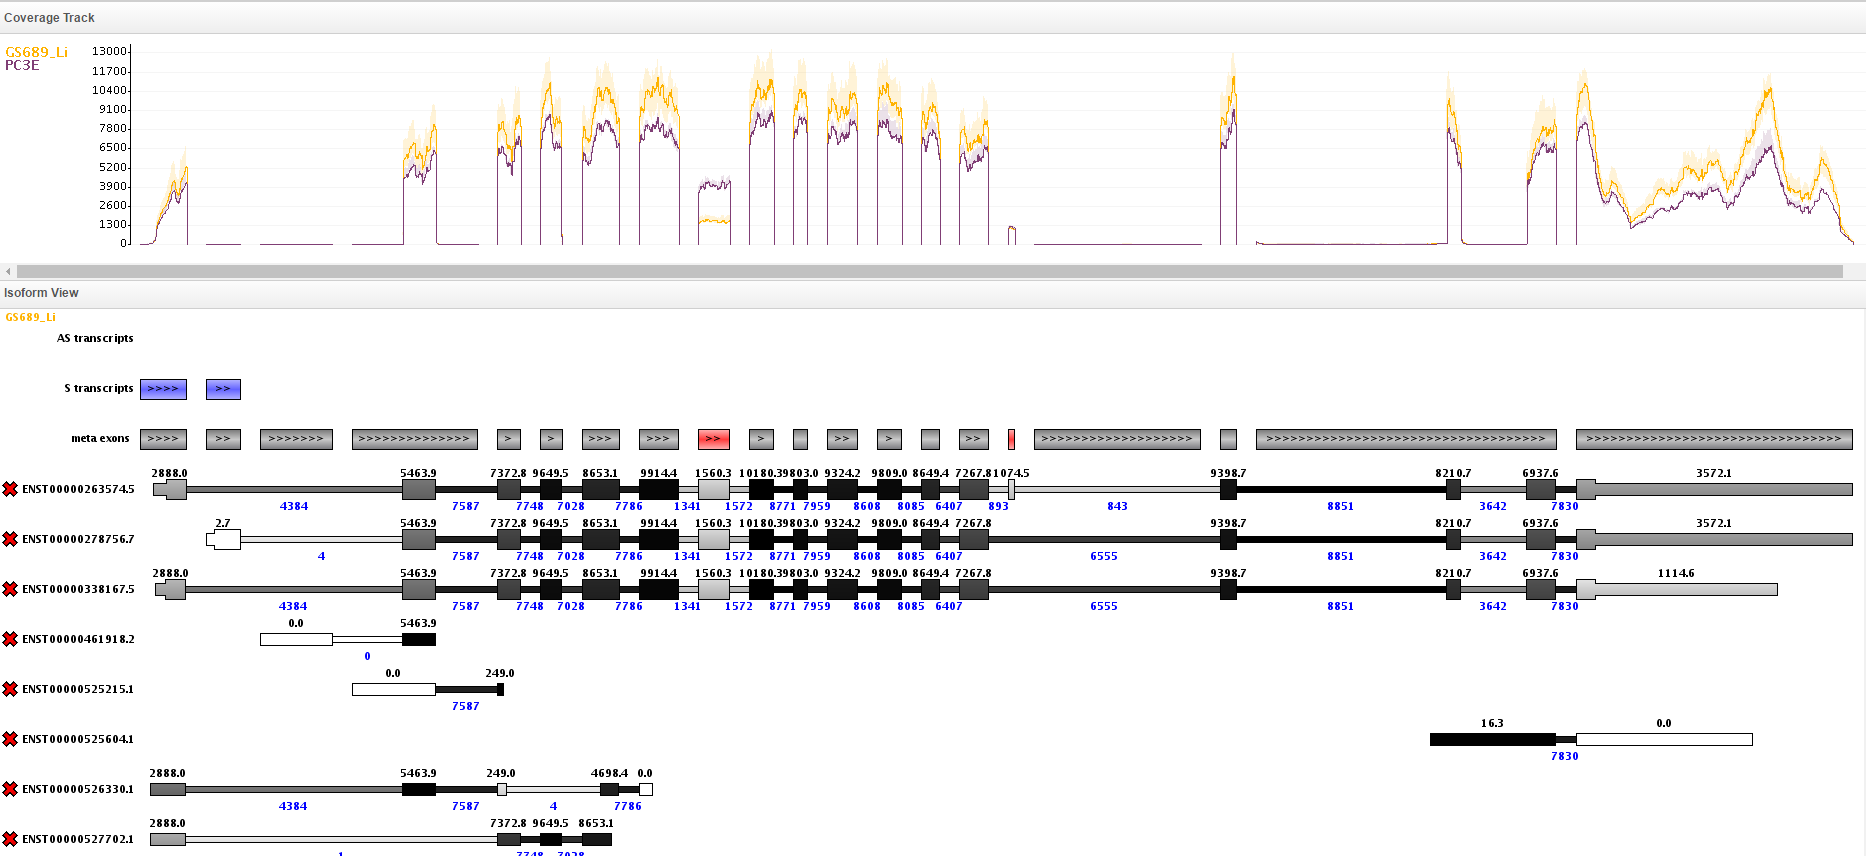 Coverage Track
GS689_Li
PC3E
13000
11700
10400
9100
7800
6500
5200
3900
2600
1300
0
Isoform View
GS689_Li
AS transcripts
S transcripts >>>> >>
meta exons >>>> >> >>>>>>> >>>>>>>>>>>>> > > >>> >>> >> > >> > >> > >>>>>>>>>>>>>>>>> >>>>>>>>>>>>>>>>>>>>>>>>>>>>>>> >>>>>>>>>>>>>>>>>>>>>>>>>>>>
2888.0 5463.9 7372.8 9649.5 8653.1 9914.4 1560.3 10180.3 9803.0 9324.2 9809.0 8649.4 7267.8 1074.5 9398.7 8210.7 6937.6 3572.1
ENST00000263574.5
4384 7587 7748 7028 7786 1341 1572 8771 7959 8608 8085 6407 893 843 8851 3642 7830
2.7 5463.9 7372.8 9649.5 8653.1 9914.4 1560.3 10180.3 9803.0 9324.2 9809.0 8649.4 7267.8 9398.7 8210.7 6937.6 3572.1
ENST00000278756.7
4 7587 7748 7028 7786 1341 1572 8771 7959 8608 8085 6407 6555 8851 3642 7830
2888.0 5463.9 7372.8 9649.5 8653.1 9914.4 1560.3 10180.3 9803.0 9324.2 9809.0 8649.4 7267.8 9398.7 8210.7 6937.6 1114.6
ENST00000338167.5
4384 7587 7748 7028 7786 1341 1572 8771 7959 8608 8085 6407 6555 8851 3642 7830
0.0 5463.9
ENST00000461918.2
0
0.0 249.0
ENST00000525215.1
7587
16.3 0.0
ENST00000525604.1
7830
2888.0 5463.9 249.0 4698.4 0.0
ENST00000526330.1
4384 7587 4 7786
2888.0 7372.8 9649.5 8653.1
ENST00000527702.1
1 7748 7028